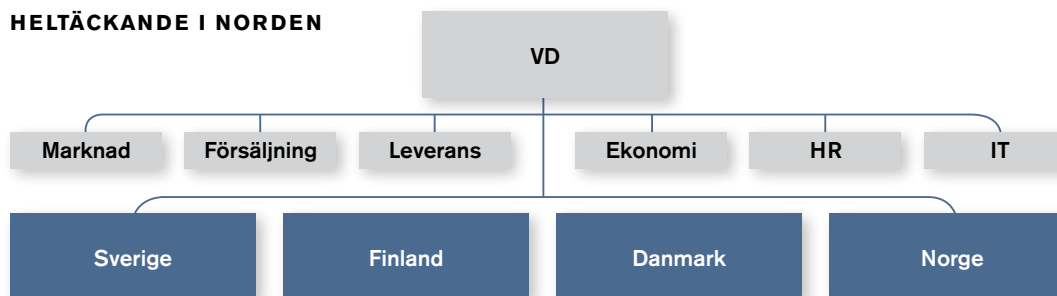 HELTÄCKANDE I NORDEN
VD
Marknad
Försäljning
Leverans
Ekonomi
HR
IT
Sverige
Finland
Danmark
Norge